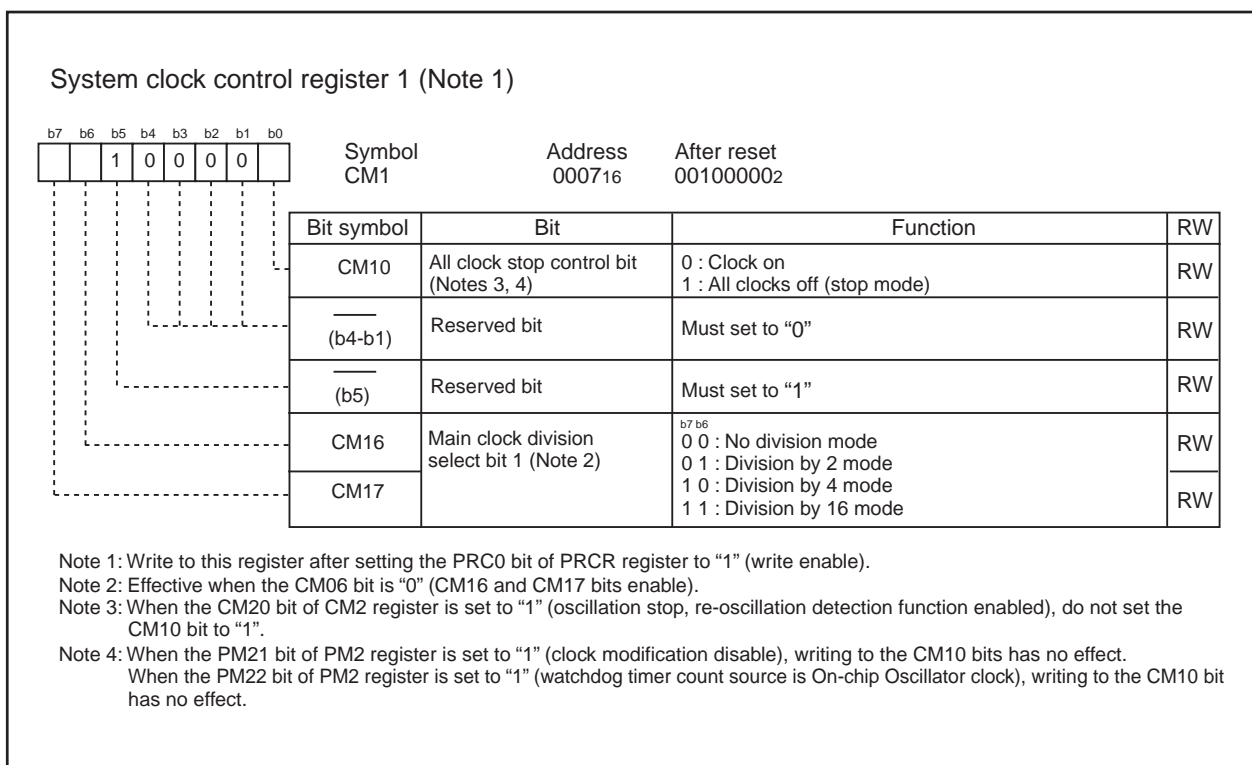 System clock control register 1 (Note 1)
b7 b6 b5 b4 b3 b2 b1 b0
1 0 0 0 0
Symbol Address After reset
CM1 000716 001000002
Bit symbol Bit Function RW
CM10 All clock stop control bit (Notes 3, 4) 0 : Clock on RW
1 : All clocks off (stop mode)
(b4-b1) Reserved bit Must set to “0” RW
(b5) Reserved bit Must set to “1” RW
b7 b6
CM16 Main clock division select bit 1 (Note 2) 0 0 : No division mode RW
0 1 : Division by 2 mode
CM17 1 0 : Division by 4 mode RW
1 1 : Division by 16 mode
Note 1: Write to this register after setting the PRC0 bit of PRCR register to “1” (write enable).
Note 2: Effective when the CM06 bit is “0” (CM16 and CM17 bits enable).
Note 3: When the CM20 bit of CM2 register is set to “1” (oscillation stop, re-oscillation detection function enabled), do not set the
CM10 bit to “1”.
Note 4: When the PM21 bit of PM2 register is set to “1” (clock modification disable), writing to the CM10 bits has no effect.
When the PM22 bit of PM2 register is set to “1” (watchdog timer count source is On-chip Oscillator clock), writing to the CM10 bit
has no effect.